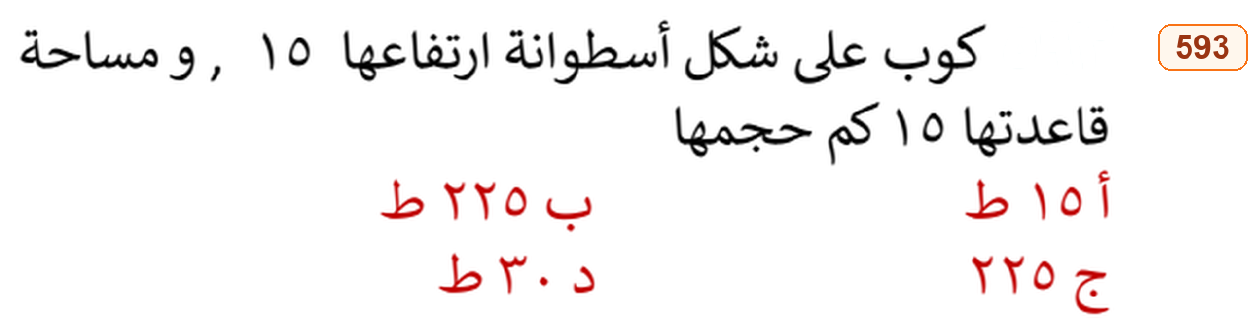 593
كوب على شكل أسطوانة ارتفاعها ١٥ , و مساحة
قاعدتها ١٥ كم حجمها
أ ١٥ ط
ب ٢٢٥ ط
ج ٢٢٥
د ٣٠ ط